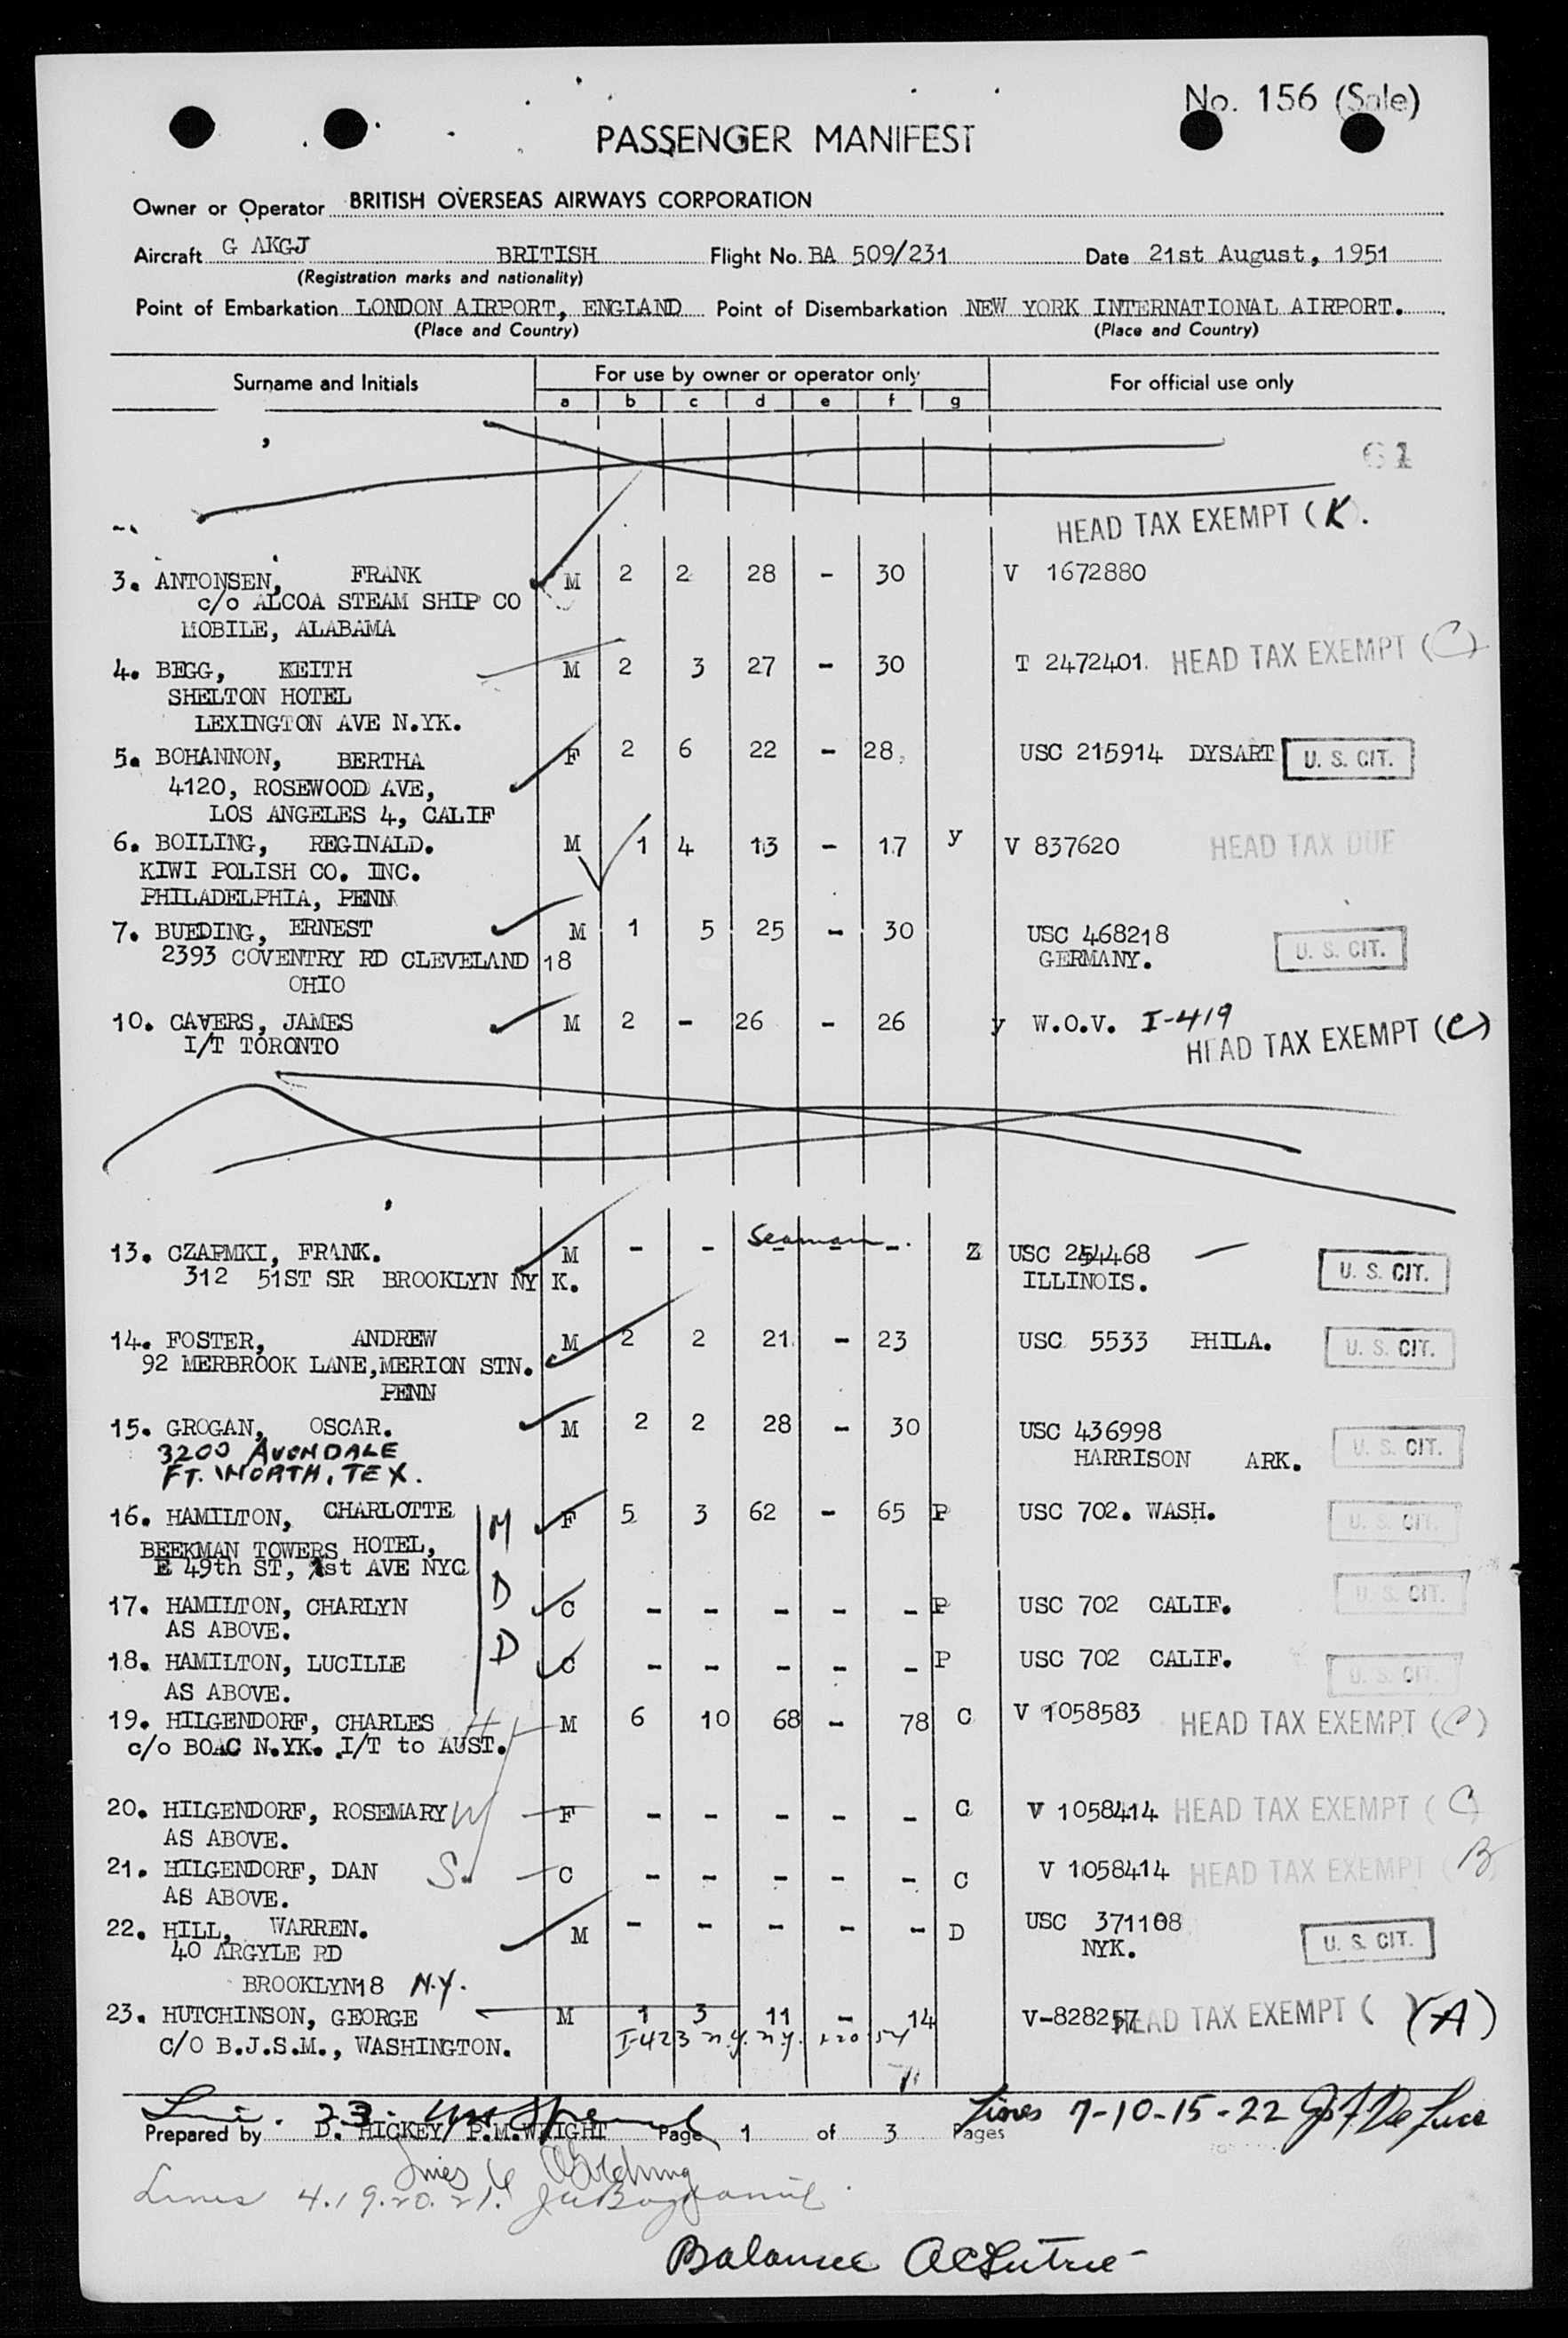 No. 156 (Sale)
PASSENGER MANIFEST
Owner or Operator BRITISH OVERSEAS AIRWAYS CORPORATION
Aircraft G AKGJ BRITISH Flight No. BA 509/231 Date 21st August, 1951
(Registration marks and nationality)
Point of Embarkation LONDON AIRPORT, ENGLAND Point of Disembarkation NEW YORK INTERNATIONAL AIRPORT.
(Place and Country) (Place and Country)
Surname and Initials For use by owner or operator only For official use only
a b c d e f g
61
HEAD TAX EXEMPT (K).
3. ANTONSEN, FRANK M 2 2 28 - 30 V 1672880
c/o ALCOA STEAM SHIP CO
MOBILE, ALABAMA
4. BEGG, KEITH M 2 3 27 - 30 T 2472401. HEAD TAX EXEMPT (C)
SHELTON HOTEL
LEXINGTON AVE N.YK.
5. BOHANNON, BERTHA F 2 6 22 - 28, USC 215914 DYSART U. S. CIT.
4120, ROSEWOOD AVE,
LOS ANGELES 4, CALIF
6. BOILING, REGINALD. M 1 4 13 - 17 y V 837620 HEAD TAX DUE
KIWI POLISH CO. INC.
PHILADELPHIA, PENN
7. BUEDING, ERNEST M 1 5 25 - 30 USC 468218 U. S. CIT.
2393 COVENTRY RD CLEVELAND 18 GERMANY.
OHIO
10. CAVERS, JAMES M 2 - 26 - 26 y W.O.V. I-419
I/T TORONTO HEAD TAX EXEMPT (C)
Seaman
13. CZAPMKI, FRANK. M - - - - - Z USC 254468 U. S. CIT.
312 51ST SR BROOKLYN NY K. ILLINOIS.
14. FOSTER, ANDREW M 2 2 21 - 23 USC 5533 PHILA. U. S. CIT.
92 MERBROOK LANE, MERION STN.
PENN
15. GROGAN, OSCAR. M 2 2 28 - 30 USC 436998 U. S. CIT.
3200 AVONDALE HARRISON ARK.
FT. WORTH, TEX.
16. HAMILTON, CHARLOTTE M F 5 3 62 - 65 P USC 702. WASH. U. S. CIT.
BEEKMAN TOWERS HOTEL,
E 49th ST, 1st AVE NYC
17. HAMILTON, CHARLYN D C - - - - - P USC 702 CALIF. U. S. CIT.
AS ABOVE.
18. HAMILTON, LUCILLE D C - - - - - P USC 702 CALIF. U. S. CIT.
AS ABOVE.
19. HILGENDORF, CHARLES H M 6 10 68 - 78 C V 1058583 HEAD TAX EXEMPT (C)
c/o BOAC N.YK. I/T to AUST.
20. HILGENDORF, ROSEMARY W F - - - - - C V 1058414 HEAD TAX EXEMPT (C)
AS ABOVE.
21. HILGENDORF, DAN S. C - - - - - C V 1058414 HEAD TAX EXEMPT (B)
AS ABOVE.
22. HILL, WARREN. M - - - - - D USC 371108 U. S. CIT.
40 ARGYLE RD NYK.
BROOKLYN18 N.Y.
23. HUTCHINSON, GEORGE M 1 3 11 - 14 V-828257 HEAD TAX EXEMPT ( ) (A)
C/O B.J.S.M., WASHINGTON. I-423 N.Y. N.Y.
23. Lines 7-10-15-22
Prepared by D. HICKEY/ P.M.WRIGHT Page 1 of 3 Pages
Lines 6
Lines 4.19.20.21.
Balance